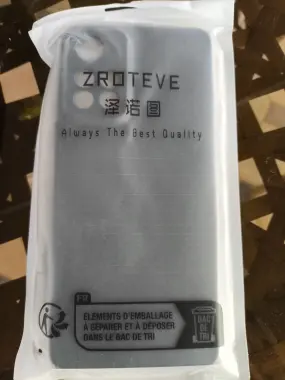 ZROTEVE
泽诺图
Always The Best Quality
FR
ÉLÉMENTS D'EMBALLAGE
À SÉPARER ET À DÉPOSER
DANS LE BAC DE TRI
BAC
DE
TRI